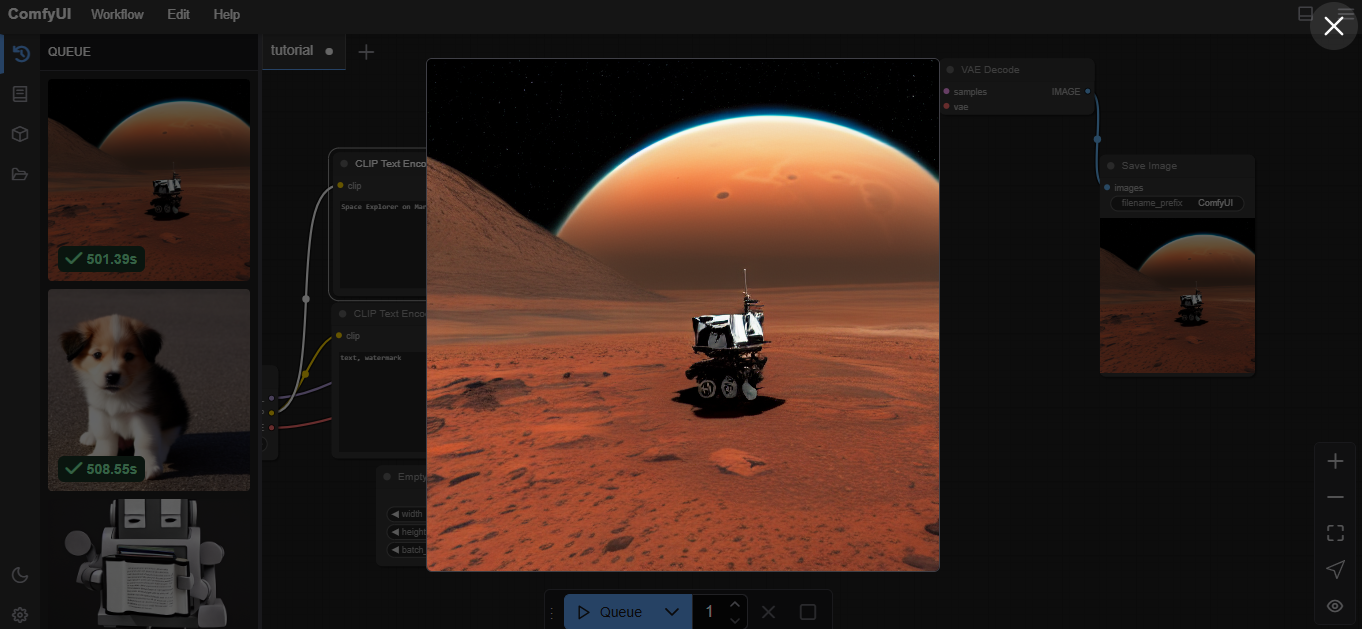 ComfyUI Workflow Edit Help
QUEUE
tutorial
501.39s
508.55s
CLIP Text Enco
clip
Space Explorer on Mar
CLIP Text Enco
clip
text, watermark
Empty
width
height
batch_
VAE Decode
samples IMAGE
vae
Save Image
images
filename_prefix ComfyUI
Queue 1